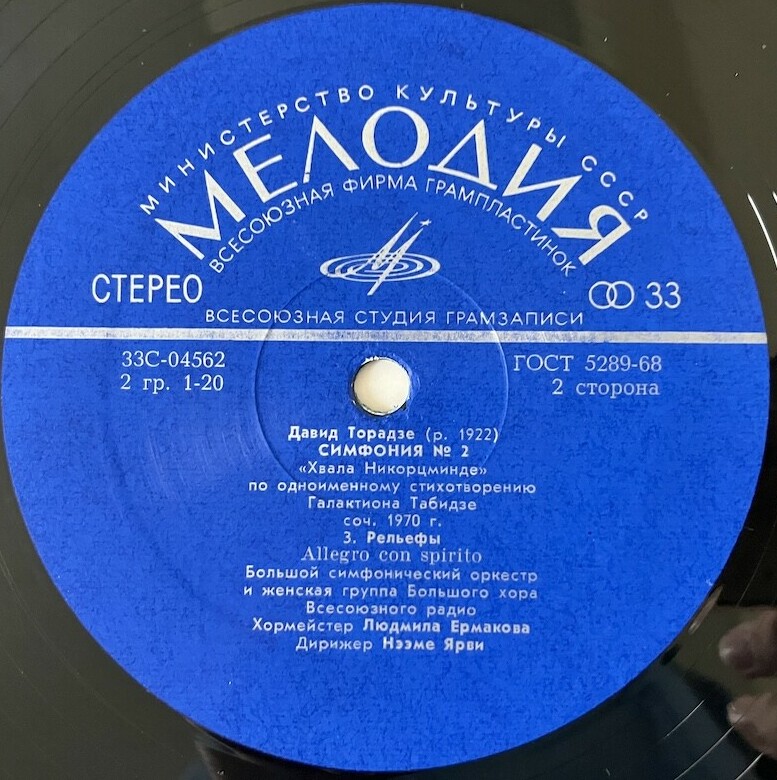 МИНИСТЕРСТВО КУЛЬТУРЫ СССР
МЕЛОДИЯ
ВСЕСОЮЗНАЯ ФИРМА ГРАМПЛАСТИНОК
СТЕРЕО
33
ВСЕСОЮЗНАЯ СТУДИЯ ГРАМЗАПИСИ
33С-04562
ГОСТ 5289-68
2 гр. 1-20
2 сторона
Давид Торадзе (р. 1922)
СИМФОНИЯ № 2
«Хвала Никорцминде»
по одноименному стихотворению
Галактиона Табидзе
соч. 1970 г.
3. Рельефы
Allegro con spirito
Большой симфонический оркестр
и женская группа Большого хора
Всесоюзного радио
Хормейстер Людмила Ермакова
Дирижер Нээме Ярви